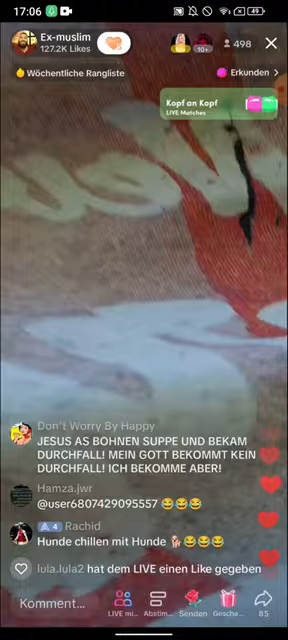 17:06
49
Ex-muslim
127.2K Likes
10+
498
Wöchentliche Rangliste
Erkunden
Kopf an Kopf
LIVE Matches
Don't Worry By Happy
JESUS AS BOHNEN SUPPE UND BEKAM
DURCHFALL! MEIN GOTT BEKOMMT KEIN
DURCHFALL! ICH BEKOMME ABER!
Hamza.jwr
@user6807429095557 😂😂😂
4 Rachid
Hunde chillen mit Hunde 🐕😂😂😂
lula.lula2 hat dem LIVE einen Like gegeben
Komment...
LIVE mi...
Abstim...
Senden
Gesche...
85